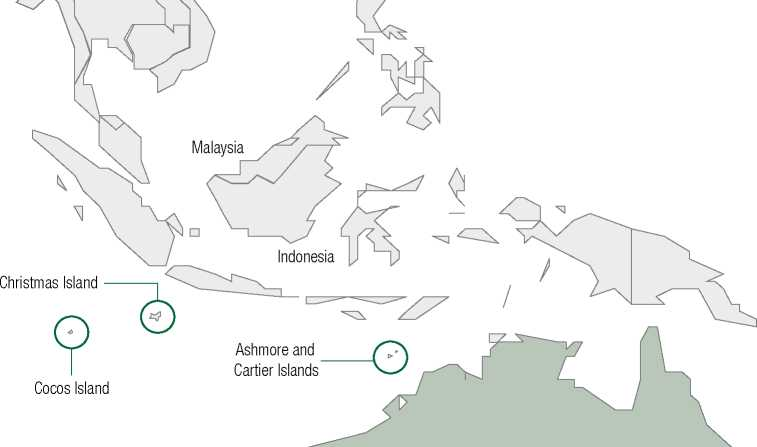 Malaysia
Indonesia
Christmas Island
Ashmore and
Cartier Islands
Cocos Island